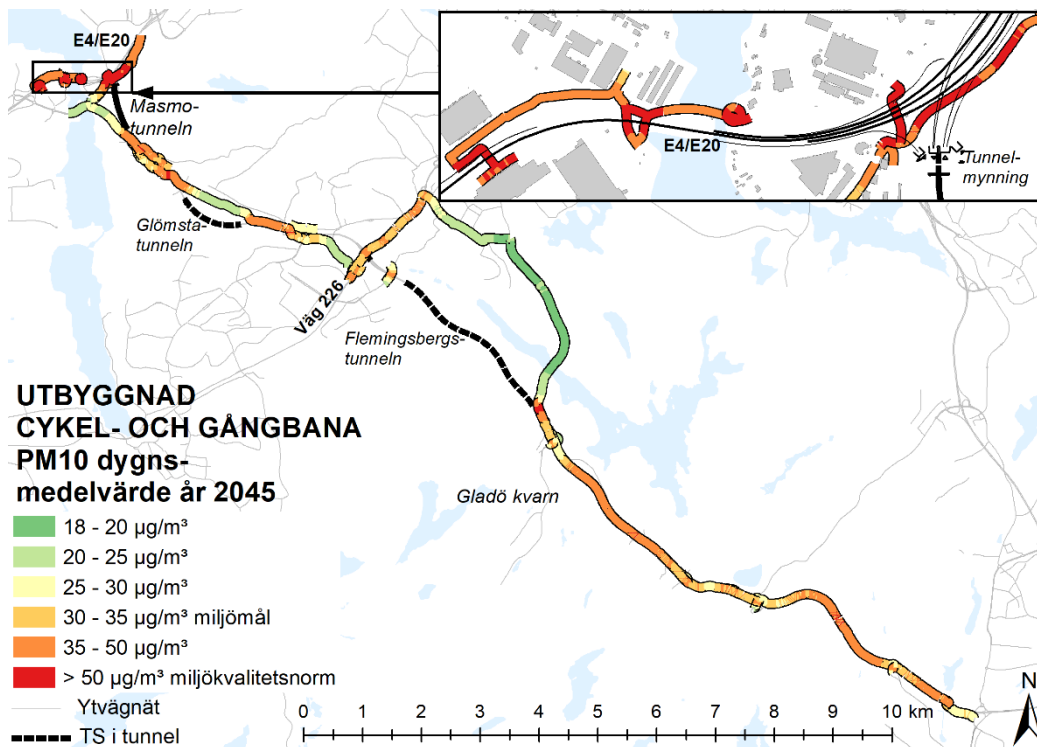 E4/E20
Masmo-
tunneln
E4/E20
Tunnel-
mynning
Glömsta-
tunneln
Väg 226
Flemingsbergs-
tunneln
Gladö kvarn
UTBYGGNAD
CYKEL- OCH GÅNGBANA
PM10 dygns-
medelvärde år 2045
18 - 20 µg/m³
20 - 25 µg/m³
25 - 30 µg/m³
30 - 35 µg/m³ miljömål
35 - 50 µg/m³
> 50 µg/m³ miljökvalitetsnorm
Ytvägnät
TS i tunnel
0 1 2 3 4 5 6 7 8 9 10 km
N